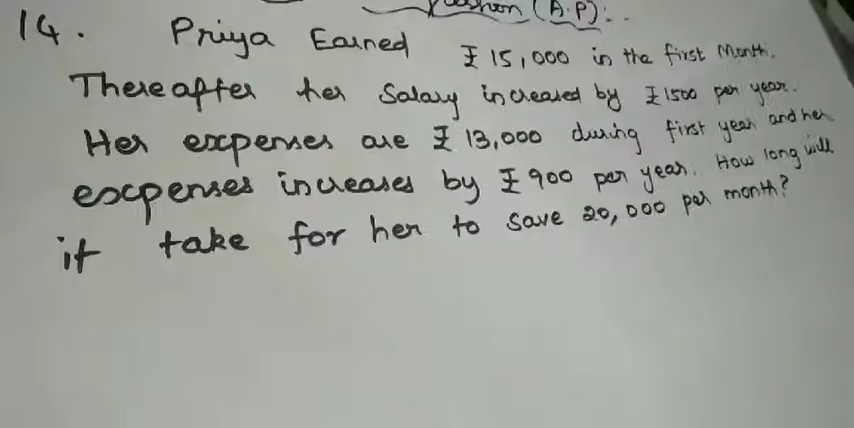 (A.P):.
14. Priya Earned ₹ 15,000 in the first Month.
Thereafter her Salary increased by ₹1500 per year.
Her expenses are ₹ 13,000 during first year and her
expenses increases by ₹900 per year. How long will
it take for her to save 20,000 per month?